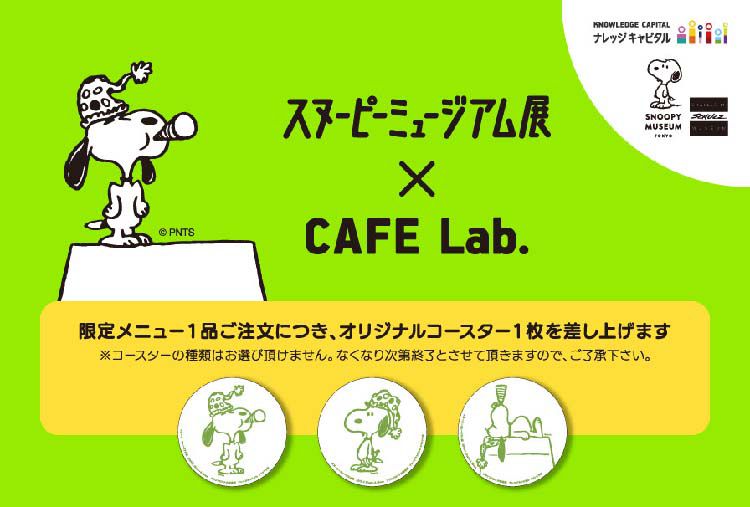 KNOWLEDGE CAPITAL
ナレッジキャピタル
SNOOPY
MUSEUM
TOKYO
SCHULZ
MUSEUM
スヌーピーミュージアム展
×
CAFE Lab.
© PNTS
限定メニュー1品ご注文につき、オリジナルコースター1枚を差し上げます
※コースターの種類はお選び頂けません。なくなり次第終了とさせて頂きますので、ご了承下さい。